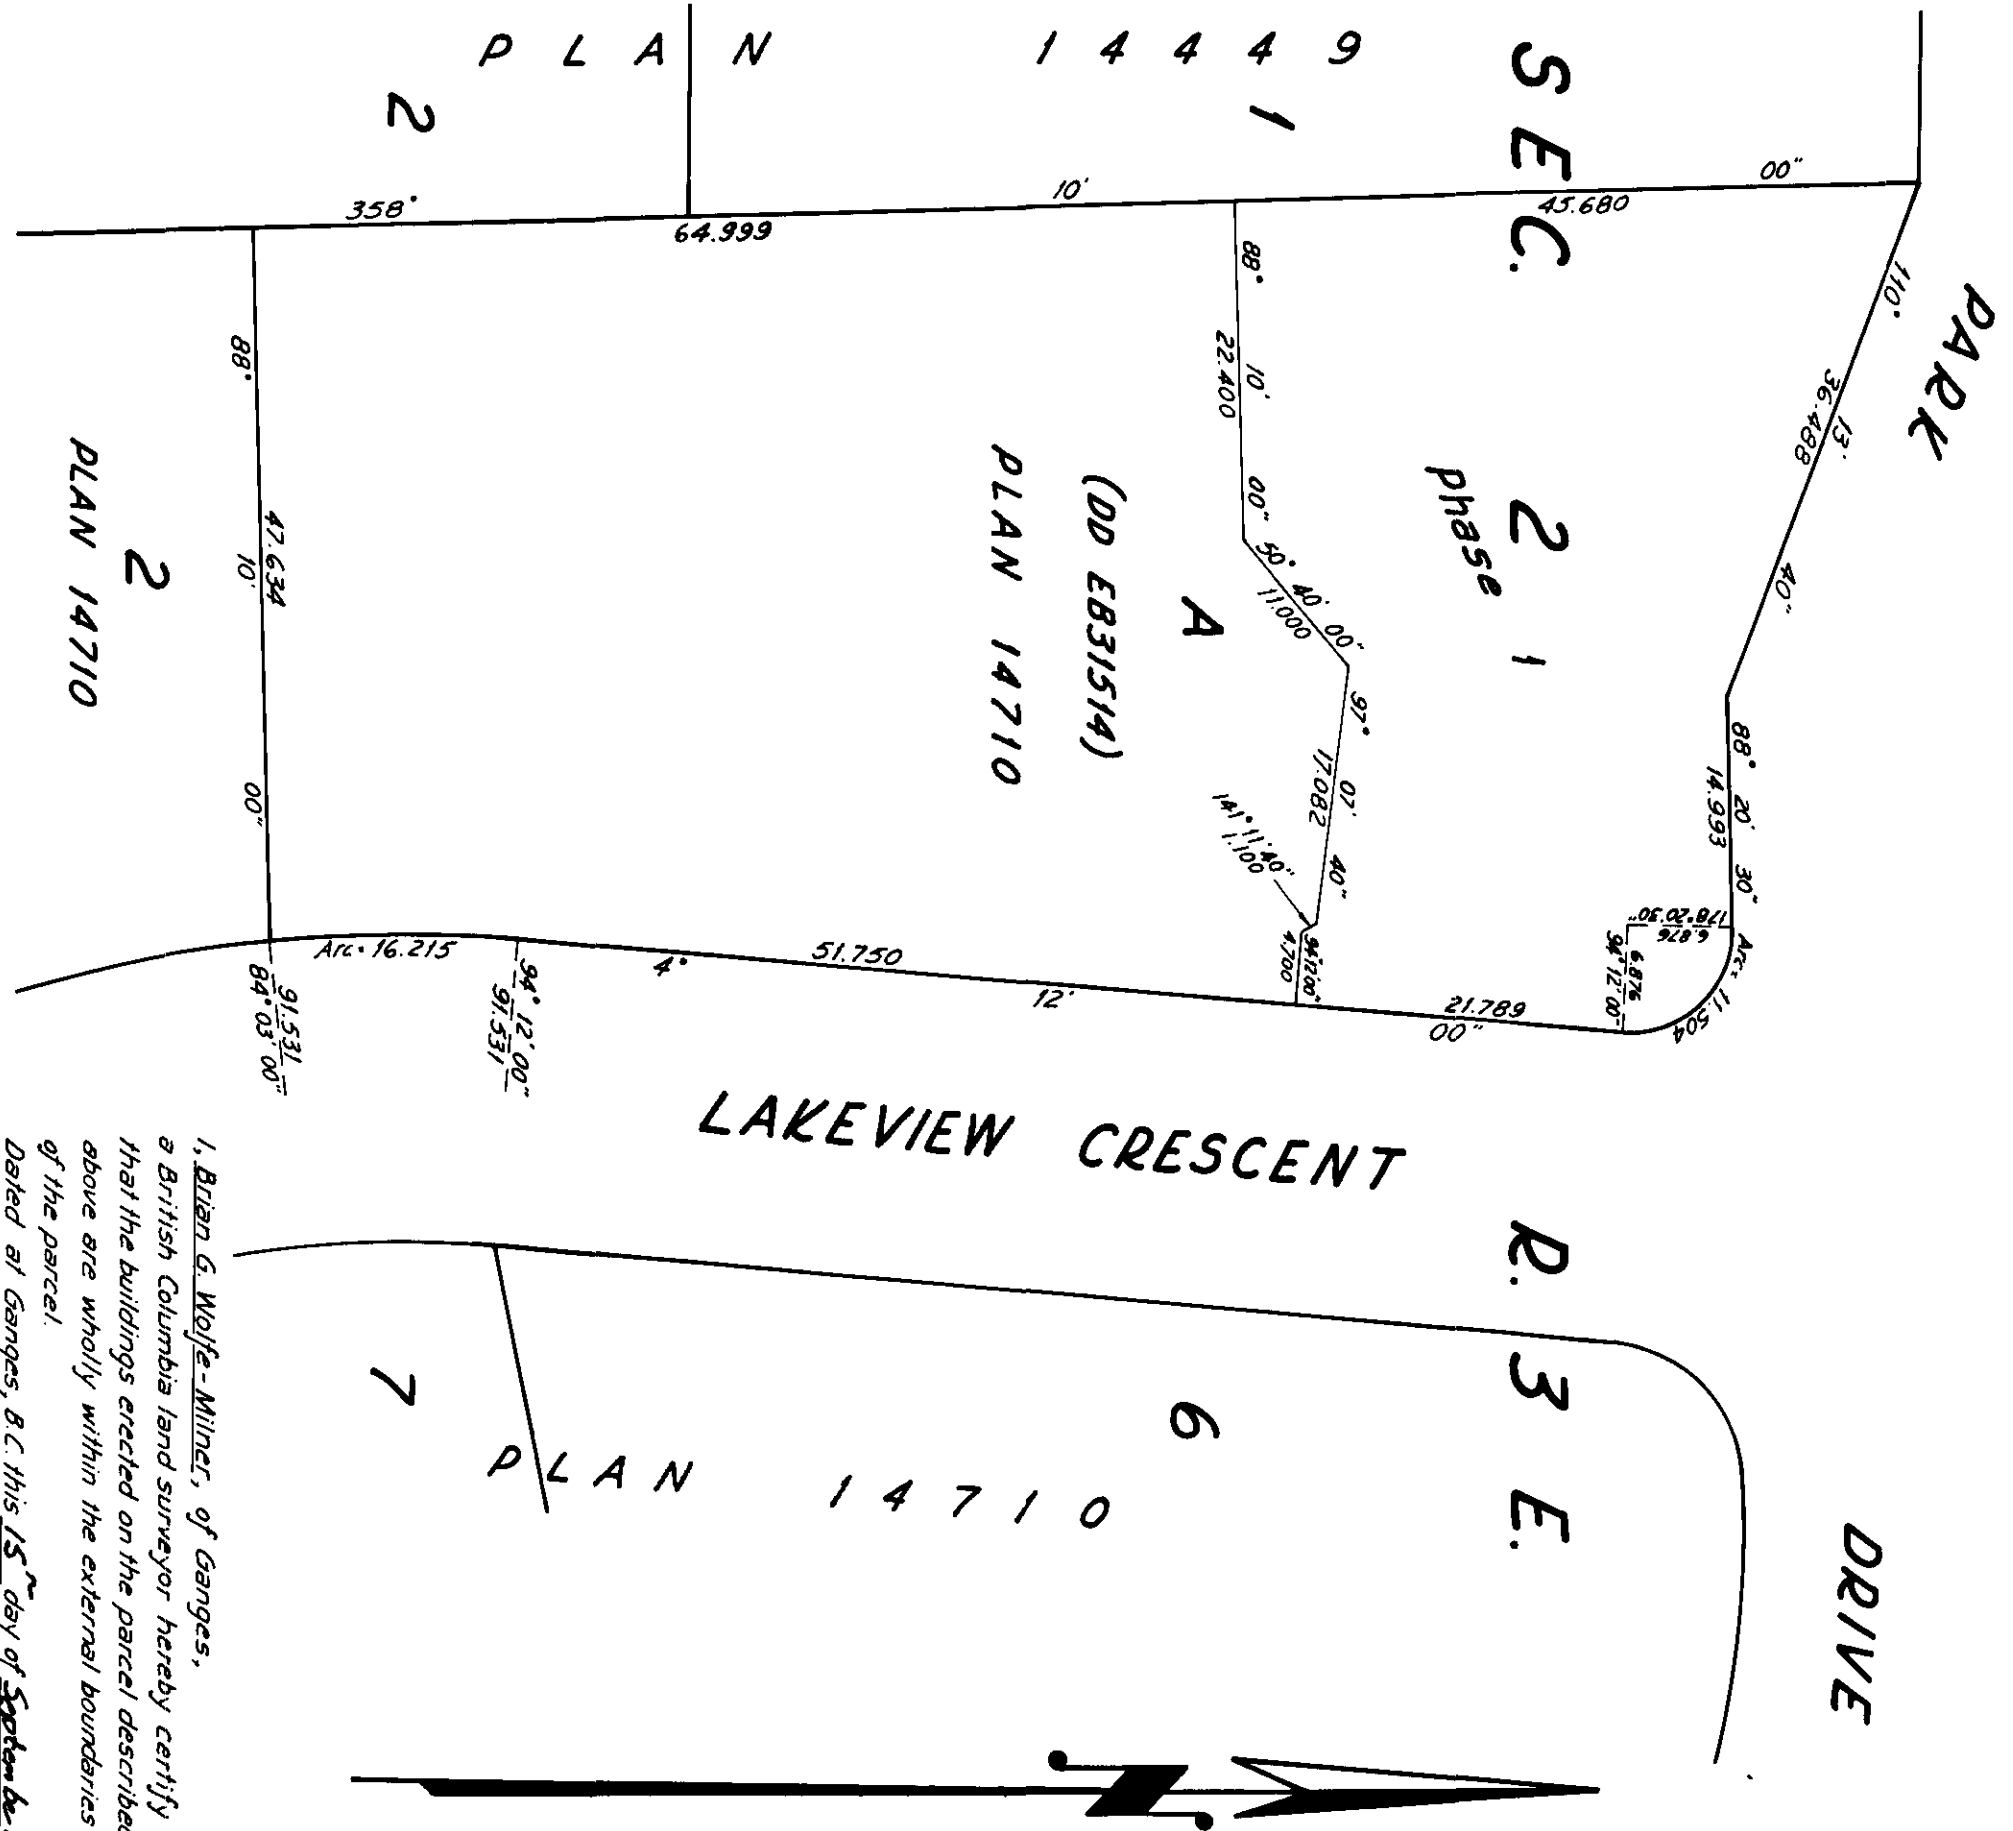 PLAN 14449
2
1
SEC. 2 R. 3 E.
PARK
DRIVE
358° 10' 00"
64.999
45.680
110° 13' 40"
36.488
88° 10' 00"
22.400
50° 40' 00"
11.000
97° 07' 40"
17.082
141° 11' 40"
1.100
94°12'00"
4.700
88° 20' 30"
14.993
178°20'30"
6.876
6.876
94° 12' 00"
Arc = 11.504
phase 1
A
(DD EB31514)
PLAN 14710
88° 10' 00"
47.634
2
PLAN 14710
Arc = 16.215
4° 12' 00"
51.750
21.789
94° 12' 00"
91.531
91.531
84° 03' 00"
LAKEVIEW CRESCENT
7
6
PLAN 14710
I, Brian G. Wolfe-Milner, of Ganges,
a British Columbia land surveyor hereby certify
that the buildings erected on the parcel described
above are wholly within the external boundaries
of the parcel.
Dated at Ganges, B.C. this 15th day of Septembe